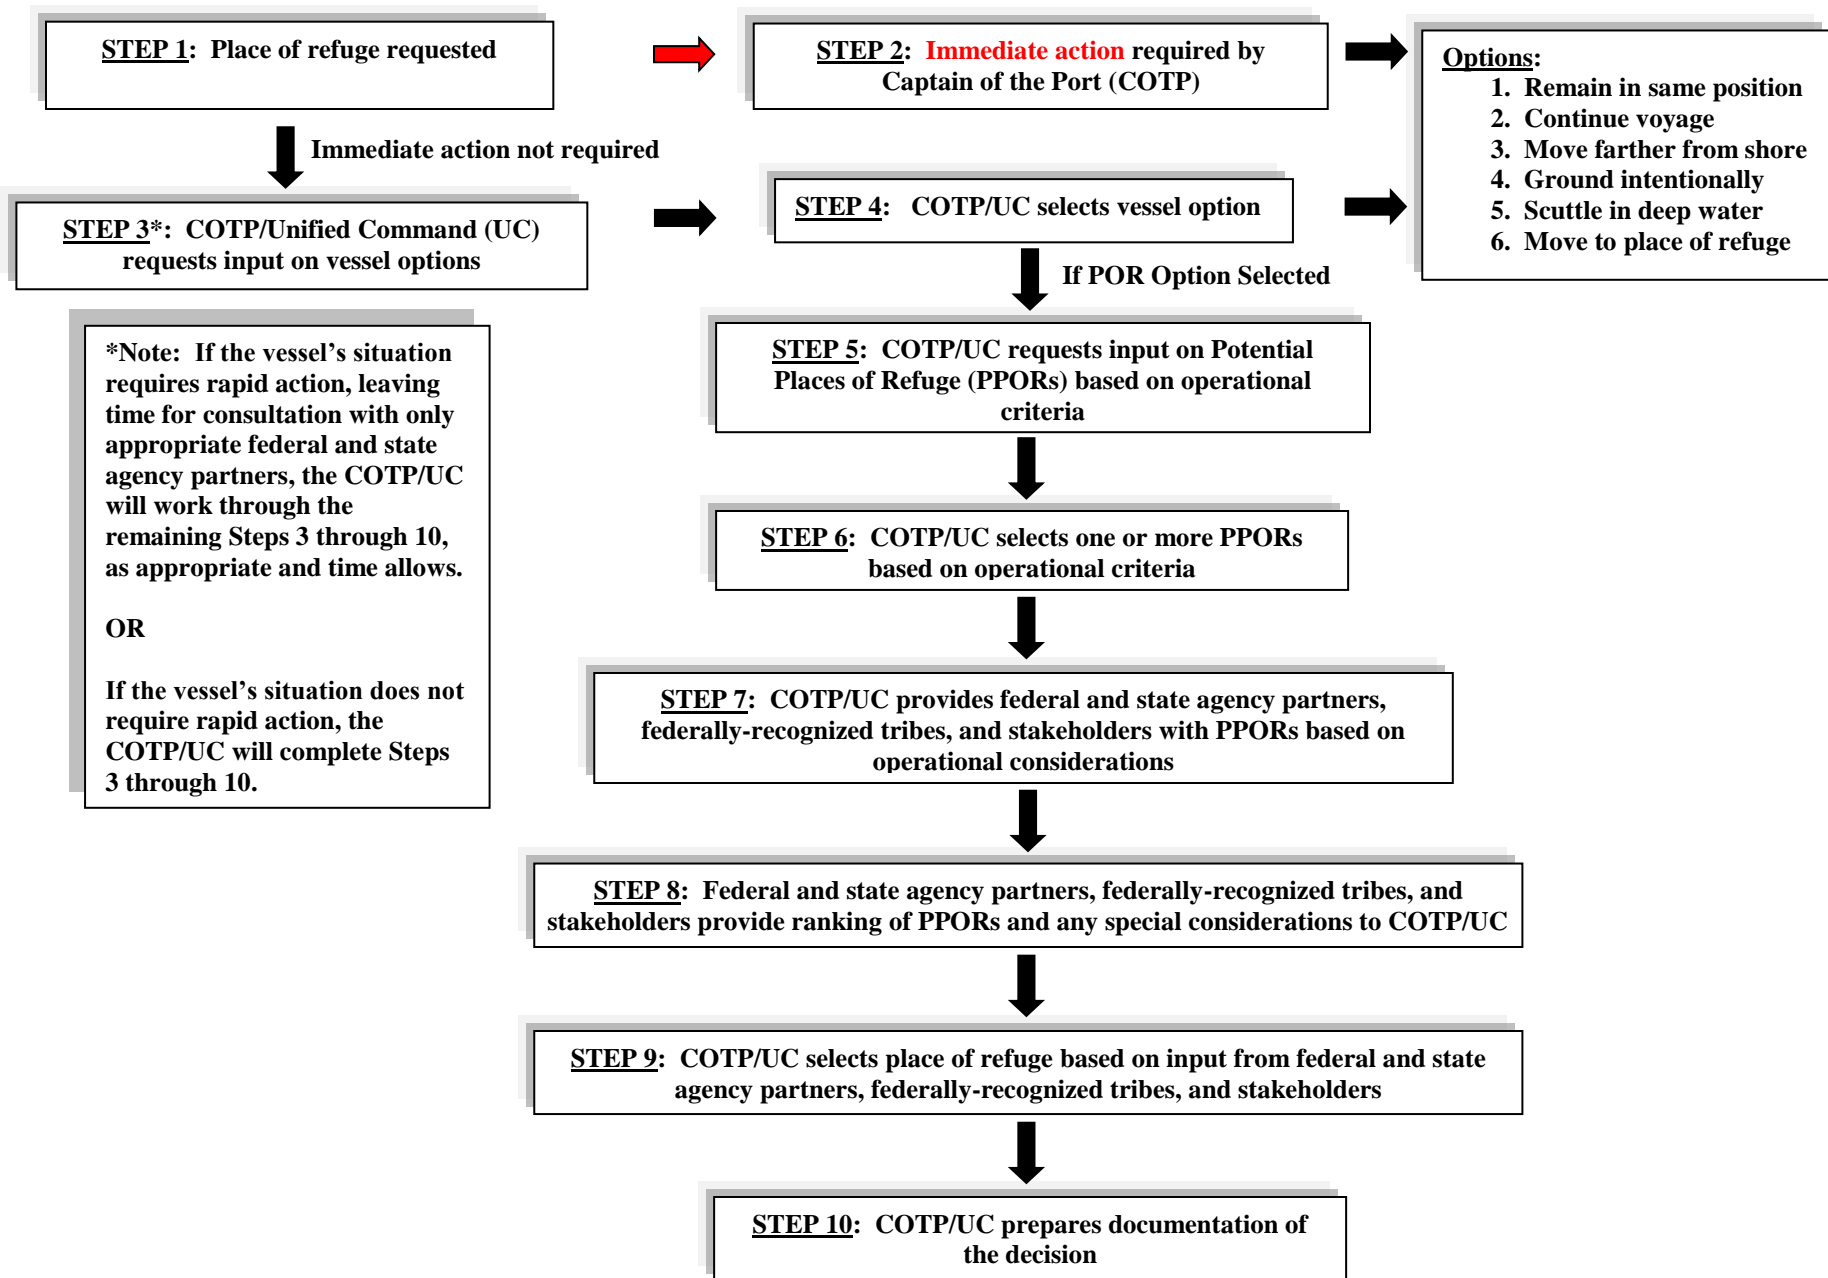 STEP 1: Place of refuge requested
STEP 2: Immediate action required by
Captain of the Port (COTP)
Options:
1. Remain in same position
2. Continue voyage
3. Move farther from shore
4. Ground intentionally
5. Scuttle in deep water
6. Move to place of refuge
Immediate action not required
STEP 3*: COTP/Unified Command (UC)
requests input on vessel options
STEP 4: COTP/UC selects vessel option
If POR Option Selected
*Note: If the vessel's situation
requires rapid action, leaving
time for consultation with only
appropriate federal and state
agency partners, the COTP/UC
will work through the
remaining Steps 3 through 10,
as appropriate and time allows.
OR
If the vessel's situation does not
require rapid action, the
COTP/UC will complete Steps
3 through 10.
STEP 5: COTP/UC requests input on Potential
Places of Refuge (PPORs) based on operational
criteria
STEP 6: COTP/UC selects one or more PPORs
based on operational criteria
STEP 7: COTP/UC provides federal and state agency partners,
federally-recognized tribes, and stakeholders with PPORs based on
operational considerations
STEP 8: Federal and state agency partners, federally-recognized tribes, and
stakeholders provide ranking of PPORs and any special considerations to COTP/UC
STEP 9: COTP/UC selects place of refuge based on input from federal and state
agency partners, federally-recognized tribes, and stakeholders
STEP 10: COTP/UC prepares documentation of
the decision